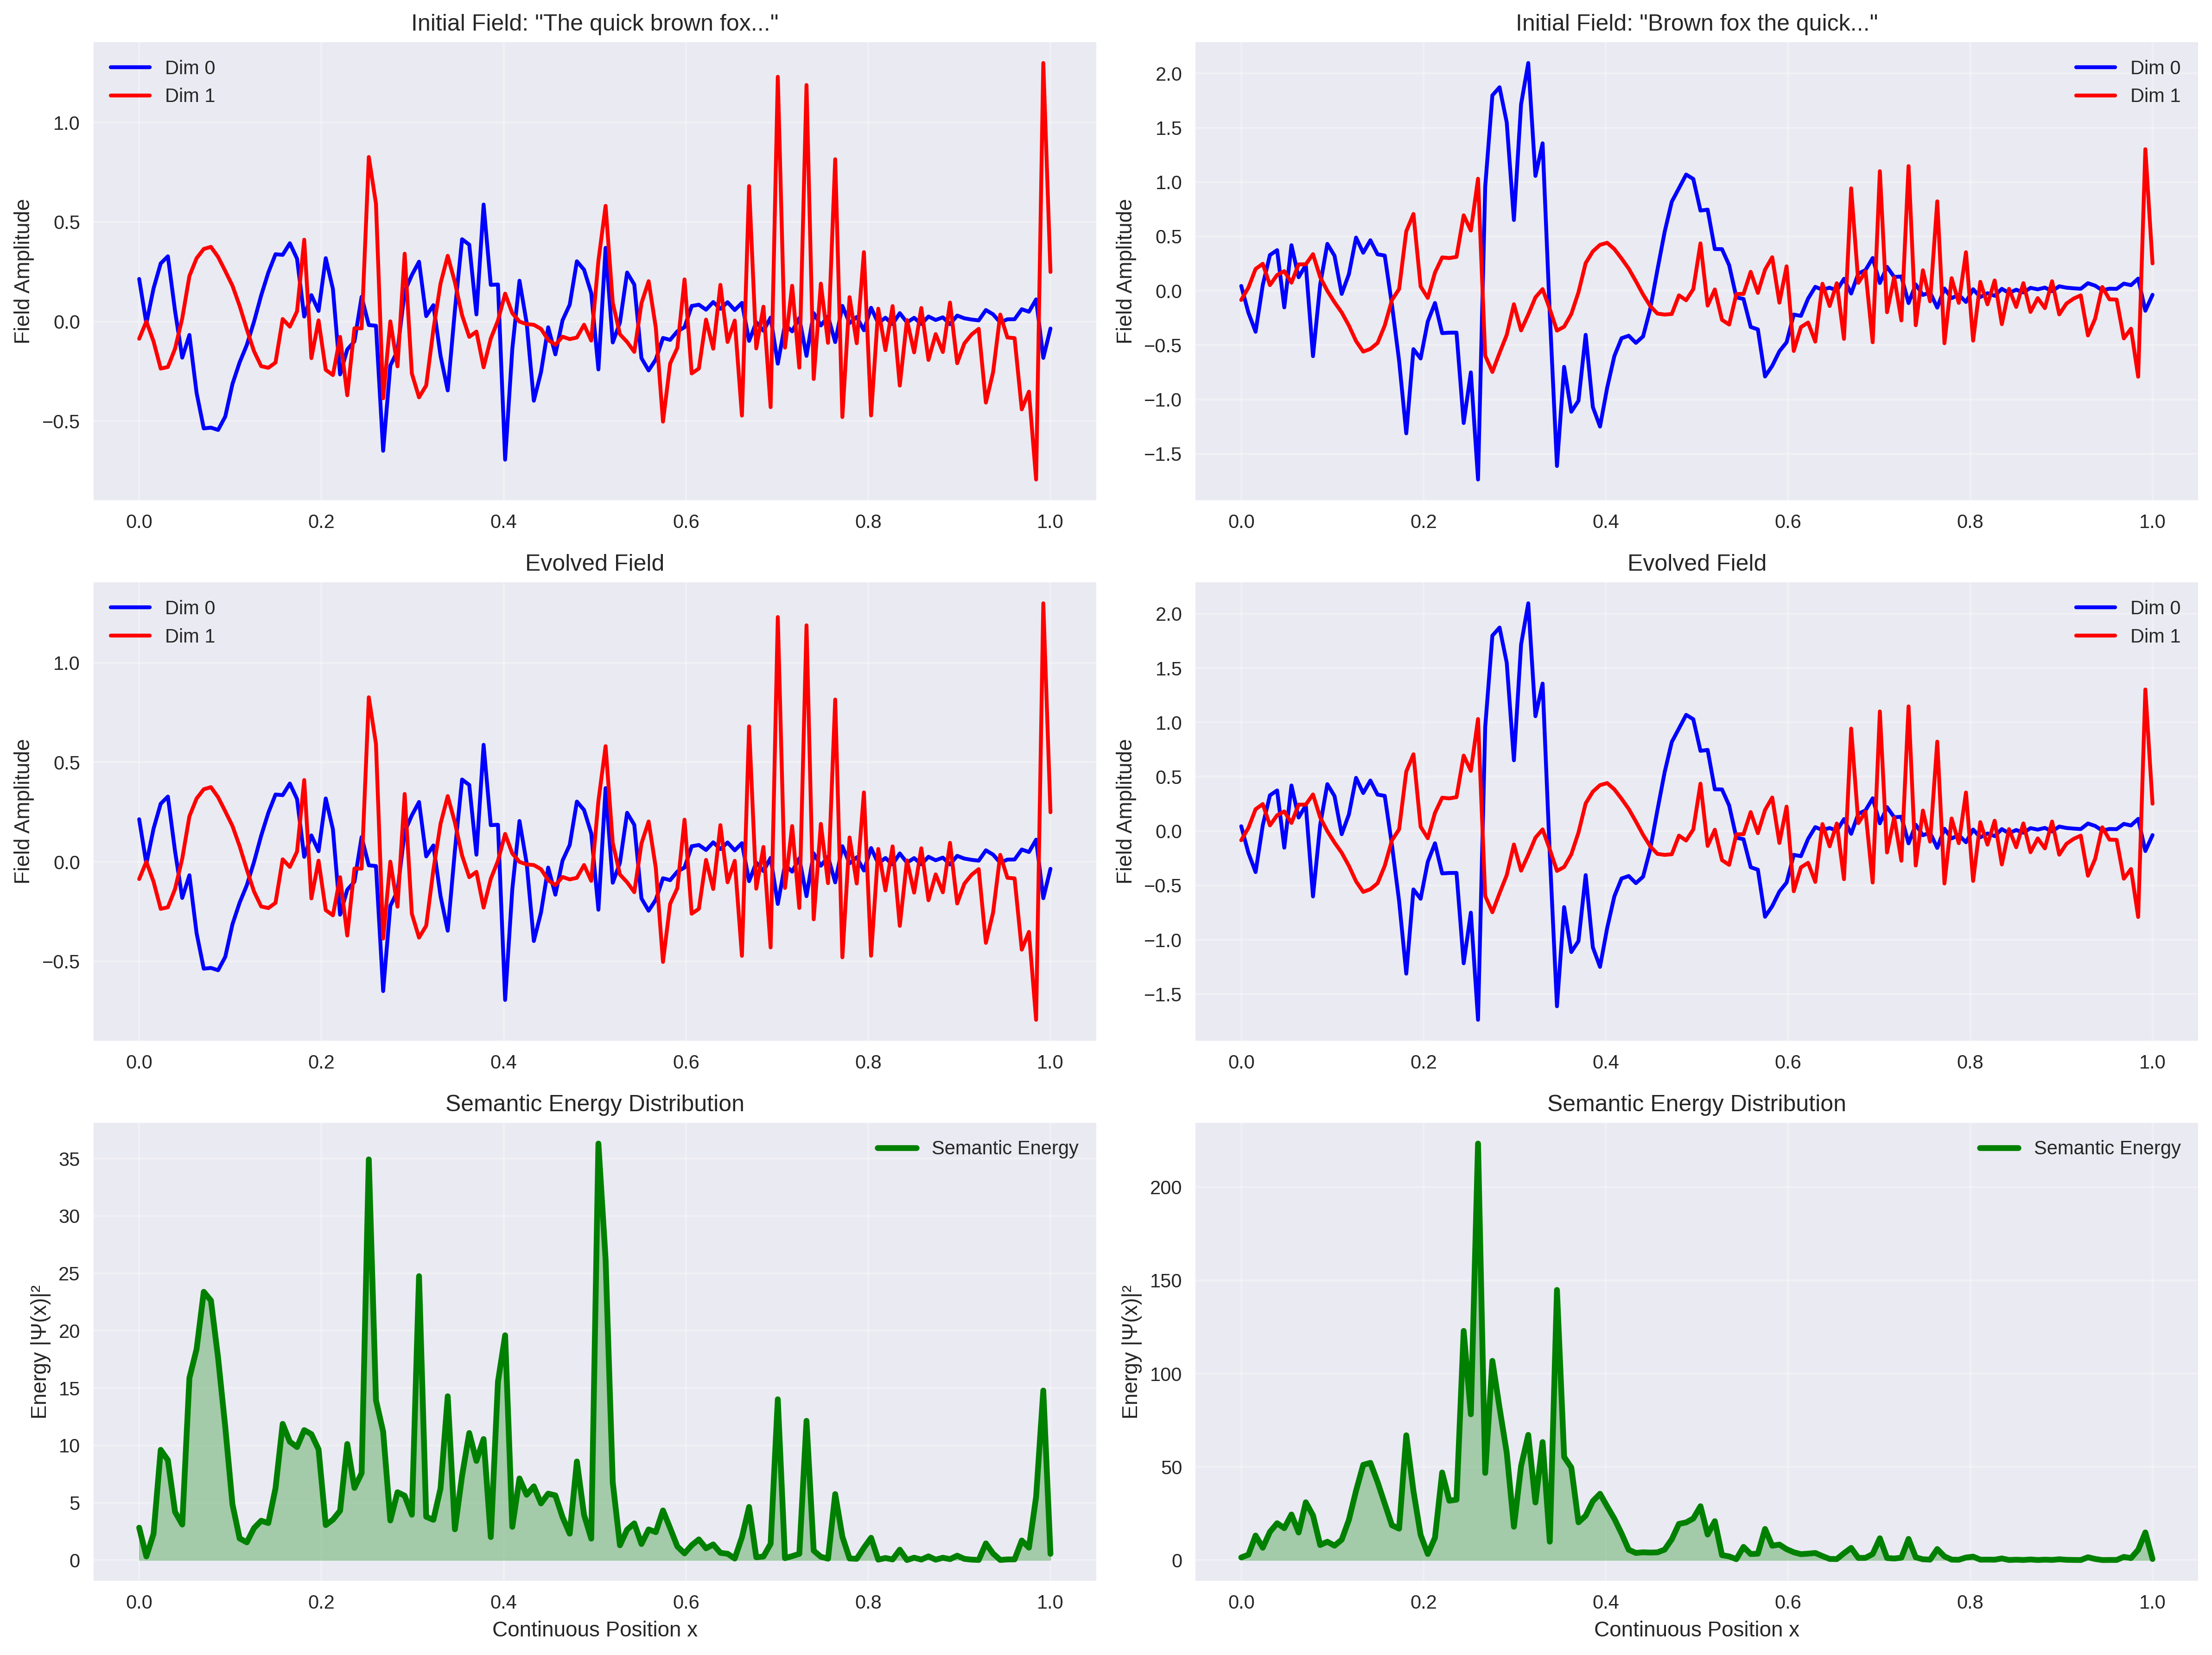 Initial Field: "The quick brown fox..."
Dim 0
Dim 1
Field Amplitude
1.0
0.5
0.0
−0.5
0.0 0.2 0.4 0.6 0.8 1.0
Initial Field: "Brown fox the quick..."
Dim 0
Dim 1
Field Amplitude
2.0
1.5
1.0
0.5
0.0
−0.5
−1.0
−1.5
0.0 0.2 0.4 0.6 0.8 1.0
Evolved Field
Dim 0
Dim 1
Field Amplitude
1.0
0.5
0.0
−0.5
0.0 0.2 0.4 0.6 0.8 1.0
Evolved Field
Dim 0
Dim 1
Field Amplitude
2.0
1.5
1.0
0.5
0.0
−0.5
−1.0
−1.5
0.0 0.2 0.4 0.6 0.8 1.0
Semantic Energy Distribution
Semantic Energy
Energy |Ψ(x)|²
35
30
25
20
15
10
5
0
0.0 0.2 0.4 0.6 0.8 1.0
Continuous Position x
Semantic Energy Distribution
Semantic Energy
Energy |Ψ(x)|²
200
150
100
50
0
0.0 0.2 0.4 0.6 0.8 1.0
Continuous Position x